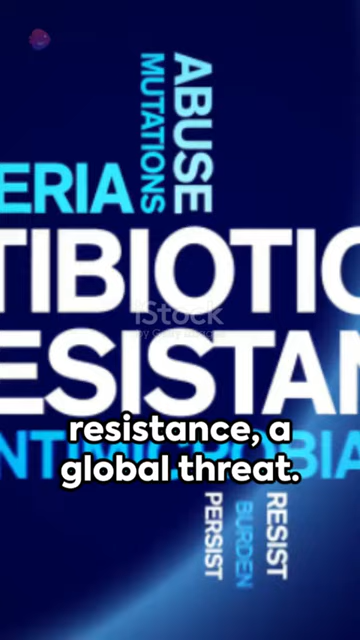 ABUSE
MUTATIONS
ERIA
TIBIOTIC
ESISTAN
iStock
resistance, a
global threat.
RESIST
BURDEN
PERSIST